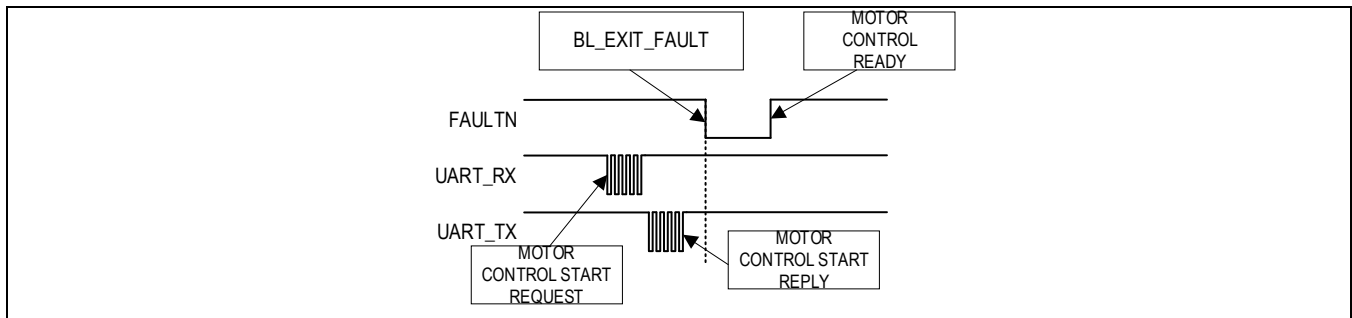 BL_EXIT_FAULT
MOTOR
CONTROL
READY
FAULTN
UART_RX
UART_TX
MOTOR
CONTROL START
REQUEST
MOTOR
CONTROL START
REPLY